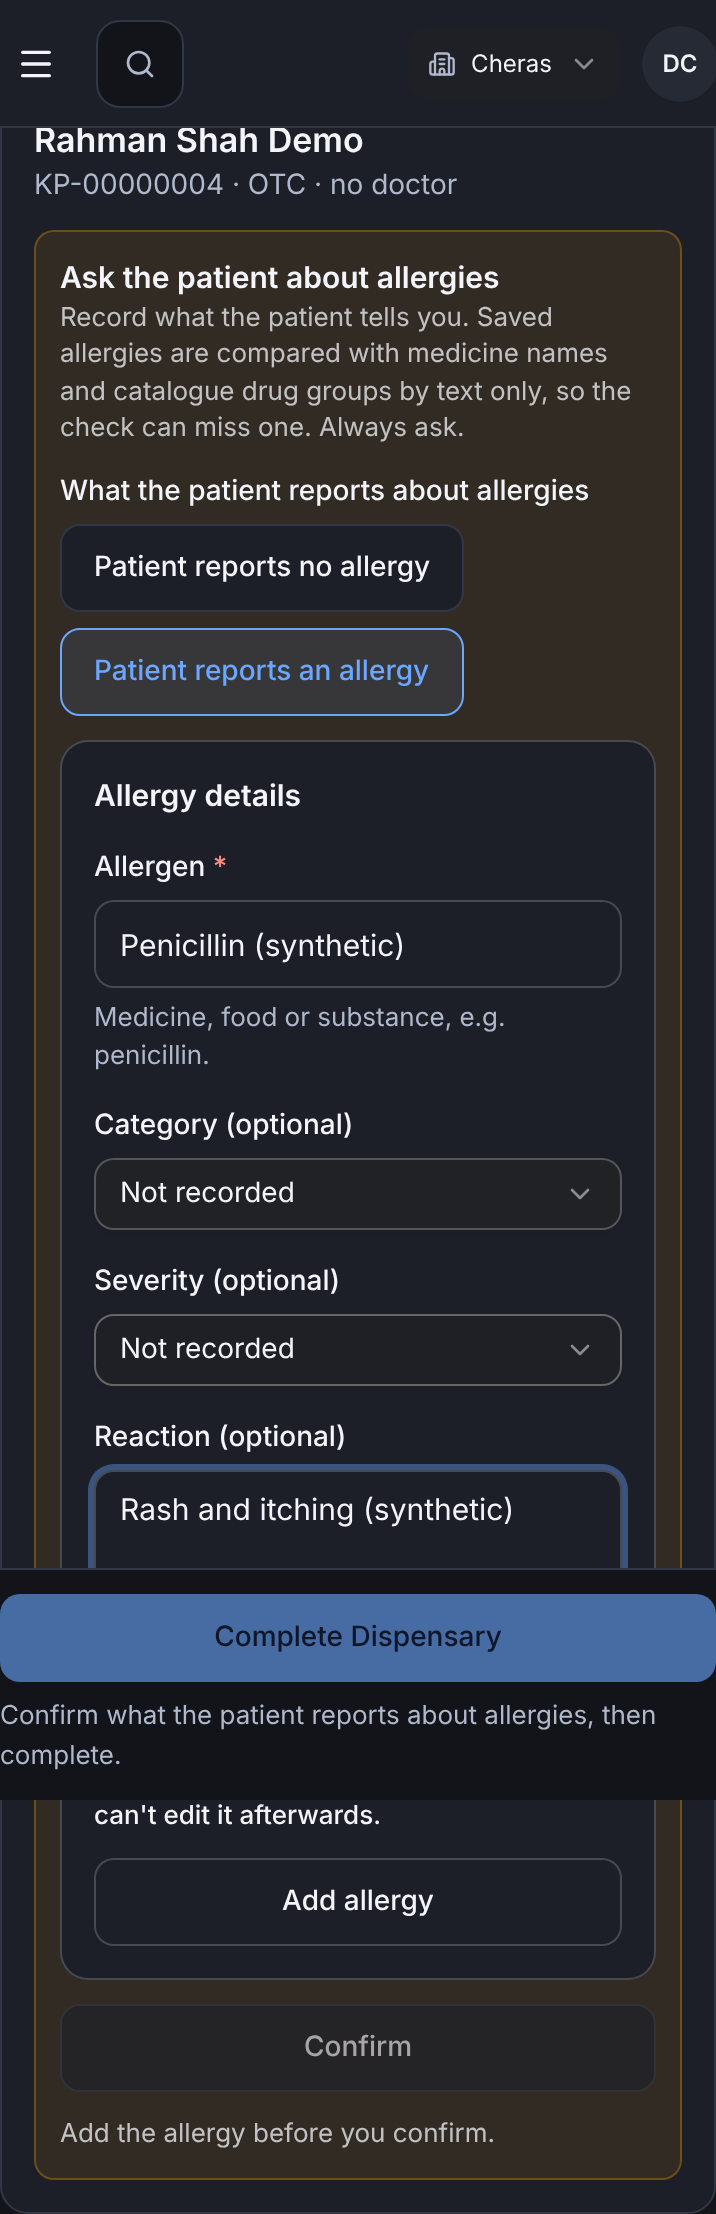 Cheras
DC
Rahman Shah Demo
KP-00000004 · OTC · no doctor
Ask the patient about allergies
Record what the patient tells you. Saved
allergies are compared with medicine names
and catalogue drug groups by text only, so the
check can miss one. Always ask.
What the patient reports about allergies
Patient reports no allergy
Patient reports an allergy
Allergy details
Allergen *
Penicillin (synthetic)
Medicine, food or substance, e.g.
penicillin.
Category (optional)
Not recorded
Severity (optional)
Not recorded
Reaction (optional)
Rash and itching (synthetic)
Complete Dispensary
Confirm what the patient reports about allergies, then
complete.
can't edit it afterwards.
Add allergy
Confirm
Add the allergy before you confirm.